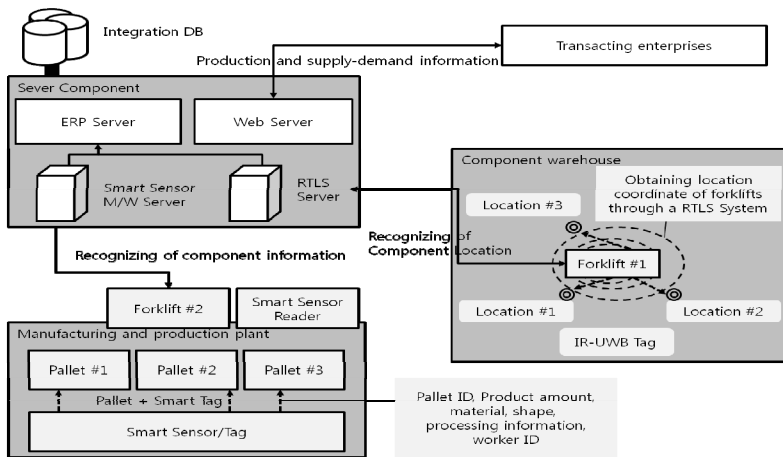 Integration DB
Transacting enterprises
Production and supply-demand information
Sever Component
ERP Server
Web Server
Smart Sensor
M/W Server
RTLS
Server
Component warehouse
Obtaining location
coordinate of forklifts
through a RTLS System
Location #3
Recognizing of
Component Location
Forklift #1
Location #1
Location #2
IR-UWB Tag
Recognizing of component information
Forklift #2
Smart Sensor
Reader
Manufacturing and production plant
Pallet #1
Pallet #2
Pallet #3
Pallet + Smart Tag
Smart Sensor/Tag
Pallet ID, Product amount,
material, shape,
processing information,
worker ID